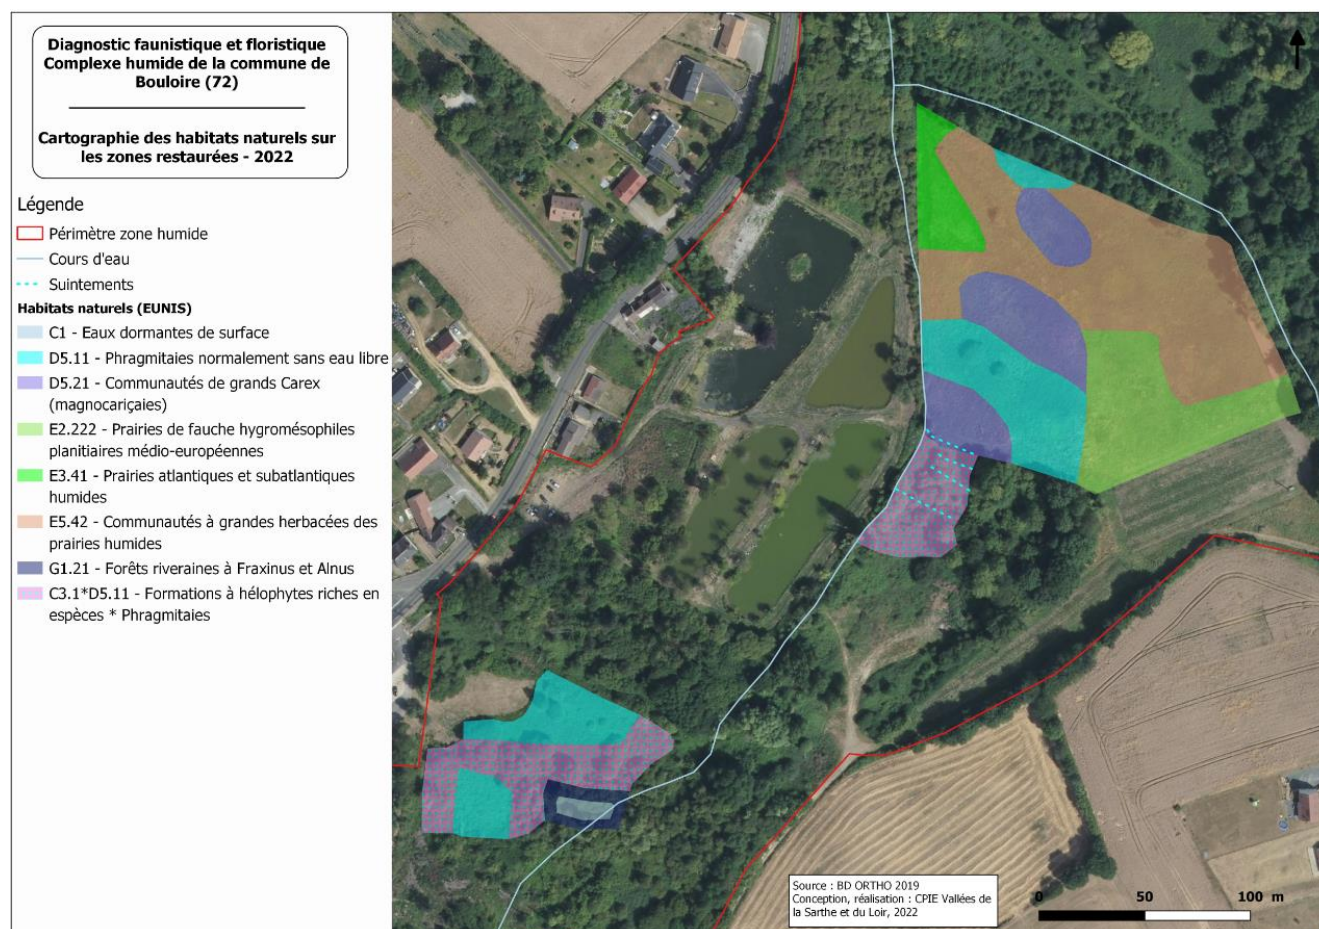 Diagnostic faunistique et floristique
Complexe humide de la commune de
Bouloire (72)
Cartographie des habitats naturels sur
les zones restaurées - 2022
Légende
Périmètre zone humide
Cours d'eau
Suintements
Habitats naturels (EUNIS)
C1 - Eaux dormantes de surface
D5.11 - Phragmitaies normalement sans eau libre
D5.21 - Communautés de grands Carex
(magnocariçaies)
E2.222 - Prairies de fauche hygromésophiles
planitiaires médio-européennes
E3.41 - Prairies atlantiques et subatlantiques
humides
E5.42 - Communautés à grandes herbacées des
prairies humides
G1.21 - Forêts riveraines à Fraxinus et Alnus
C3.1*D5.11 - Formations à hélophytes riches en
espèces * Phragmitaies
Source : BD ORTHO 2019
Conception, réalisation : CPIE Vallées de
la Sarthe et du Loir, 2022
0 50 100 m